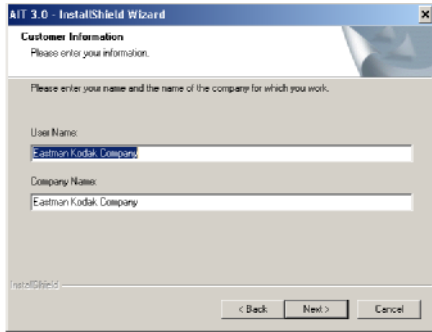 AIT 3.0 - InstallShield Wizard
Customer Information
Please enter your information.
Please enter your name and the name of the company for which you work.
User Name:
Eastman Kodak Company
Company Name:
Eastman Kodak Company
InstallShield
< Back
Next >
Cancel